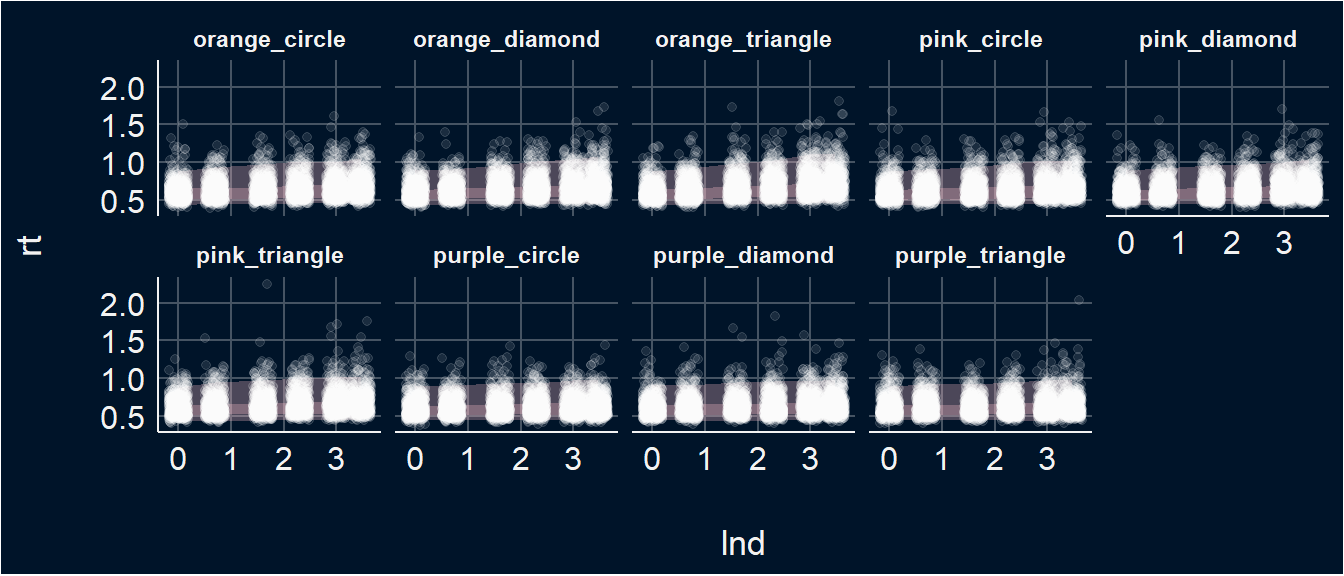 orange_circle orange_diamond orange_triangle pink_circle pink_diamond
2.0
1.5
1.0
0.5
0 1 2 3
rt
pink_triangle purple_circle purple_diamond purple_triangle
2.0
1.5
1.0
0.5
0 1 2 3 0 1 2 3 0 1 2 3 0 1 2 3
lnd